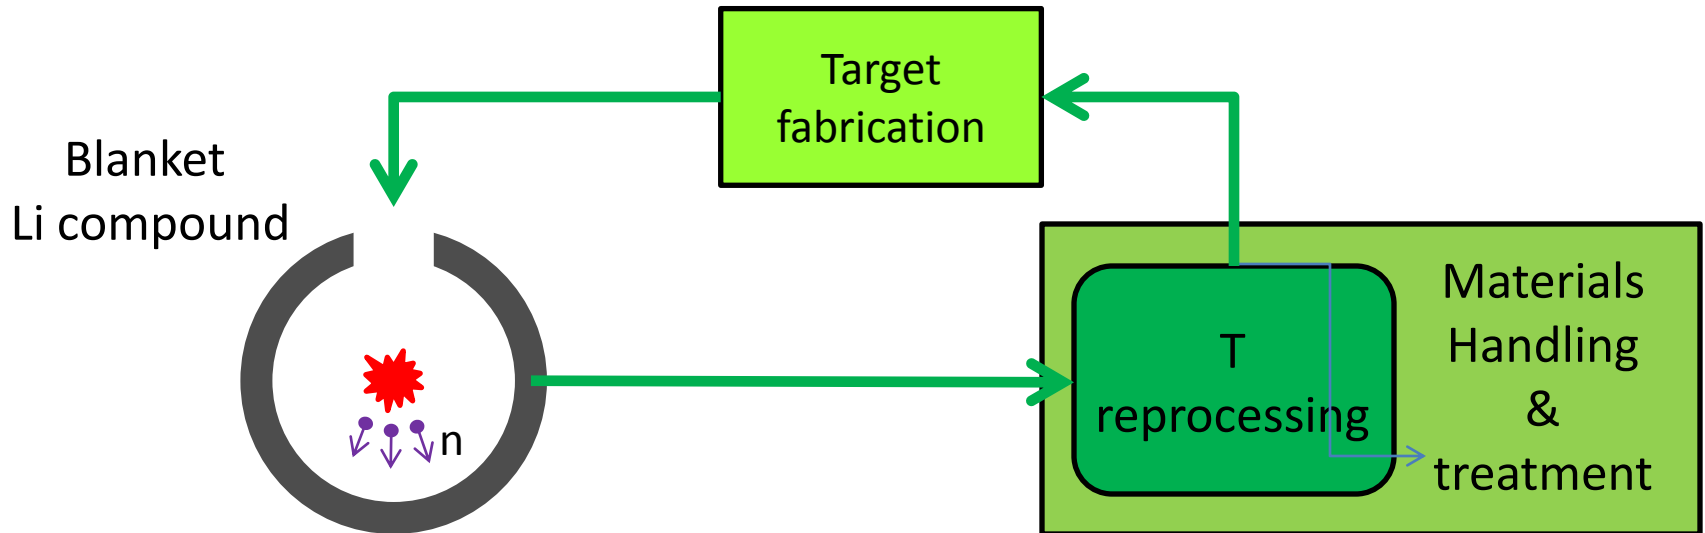 Target
fabrication
Blanket
Li compound
n
T
reprocessing
Materials
Handling
&
treatment